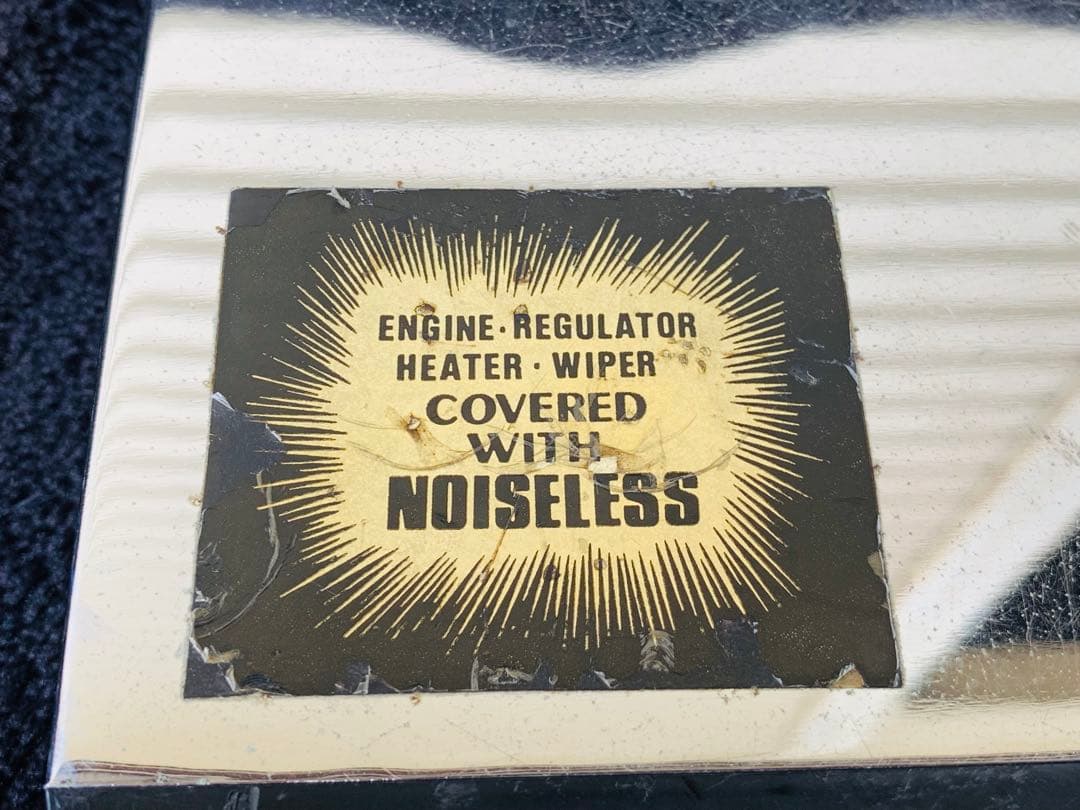 ENGINE·REGULATOR
HEATER·WIPER
COVERED
WITH
NOISELESS